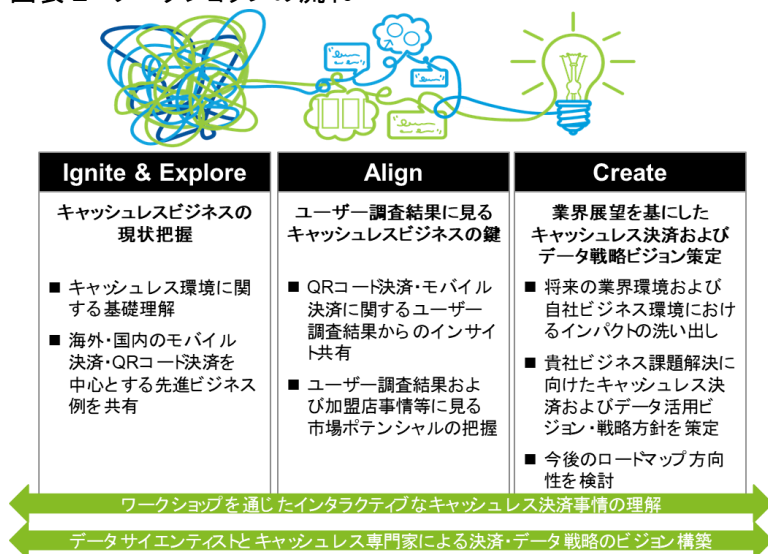 Ignite & Explore
キャッシュレスビジネスの
現状把握
■ キャッシュレス環境に関
する基礎理解
■ 海外・国内のモバイル
決済・QRコード決済を
中心とする先進ビジネス
例を共有
Align
ユーザー調査結果に見る
キャッシュレスビジネスの鍵
■ QRコード決済・モバイル
決済に関するユーザー
調査結果からのインサイ
ト共有
■ ユーザー調査結果およ
び加盟店事情等に見る
市場ポテンシャルの把握
Create
業界展望を基にした
キャッシュレス決済および
データ戦略ビジョン策定
■ 将来の業界環境および
自社ビジネス環境におけ
るインパクトの洗い出し
■ 貴社ビジネス課題解決に
向けたキャッシュレス決
済およびデータ活用ビ
ジョン・戦略方針を策定
■ 今後のロードマップ方向
性を検討
ワークショップを通じたインタラクティブなキャッシュレス決済事情の理解
データサイエンティストとキャッシュレス専門家による決済・データ戦略のビジョン構築